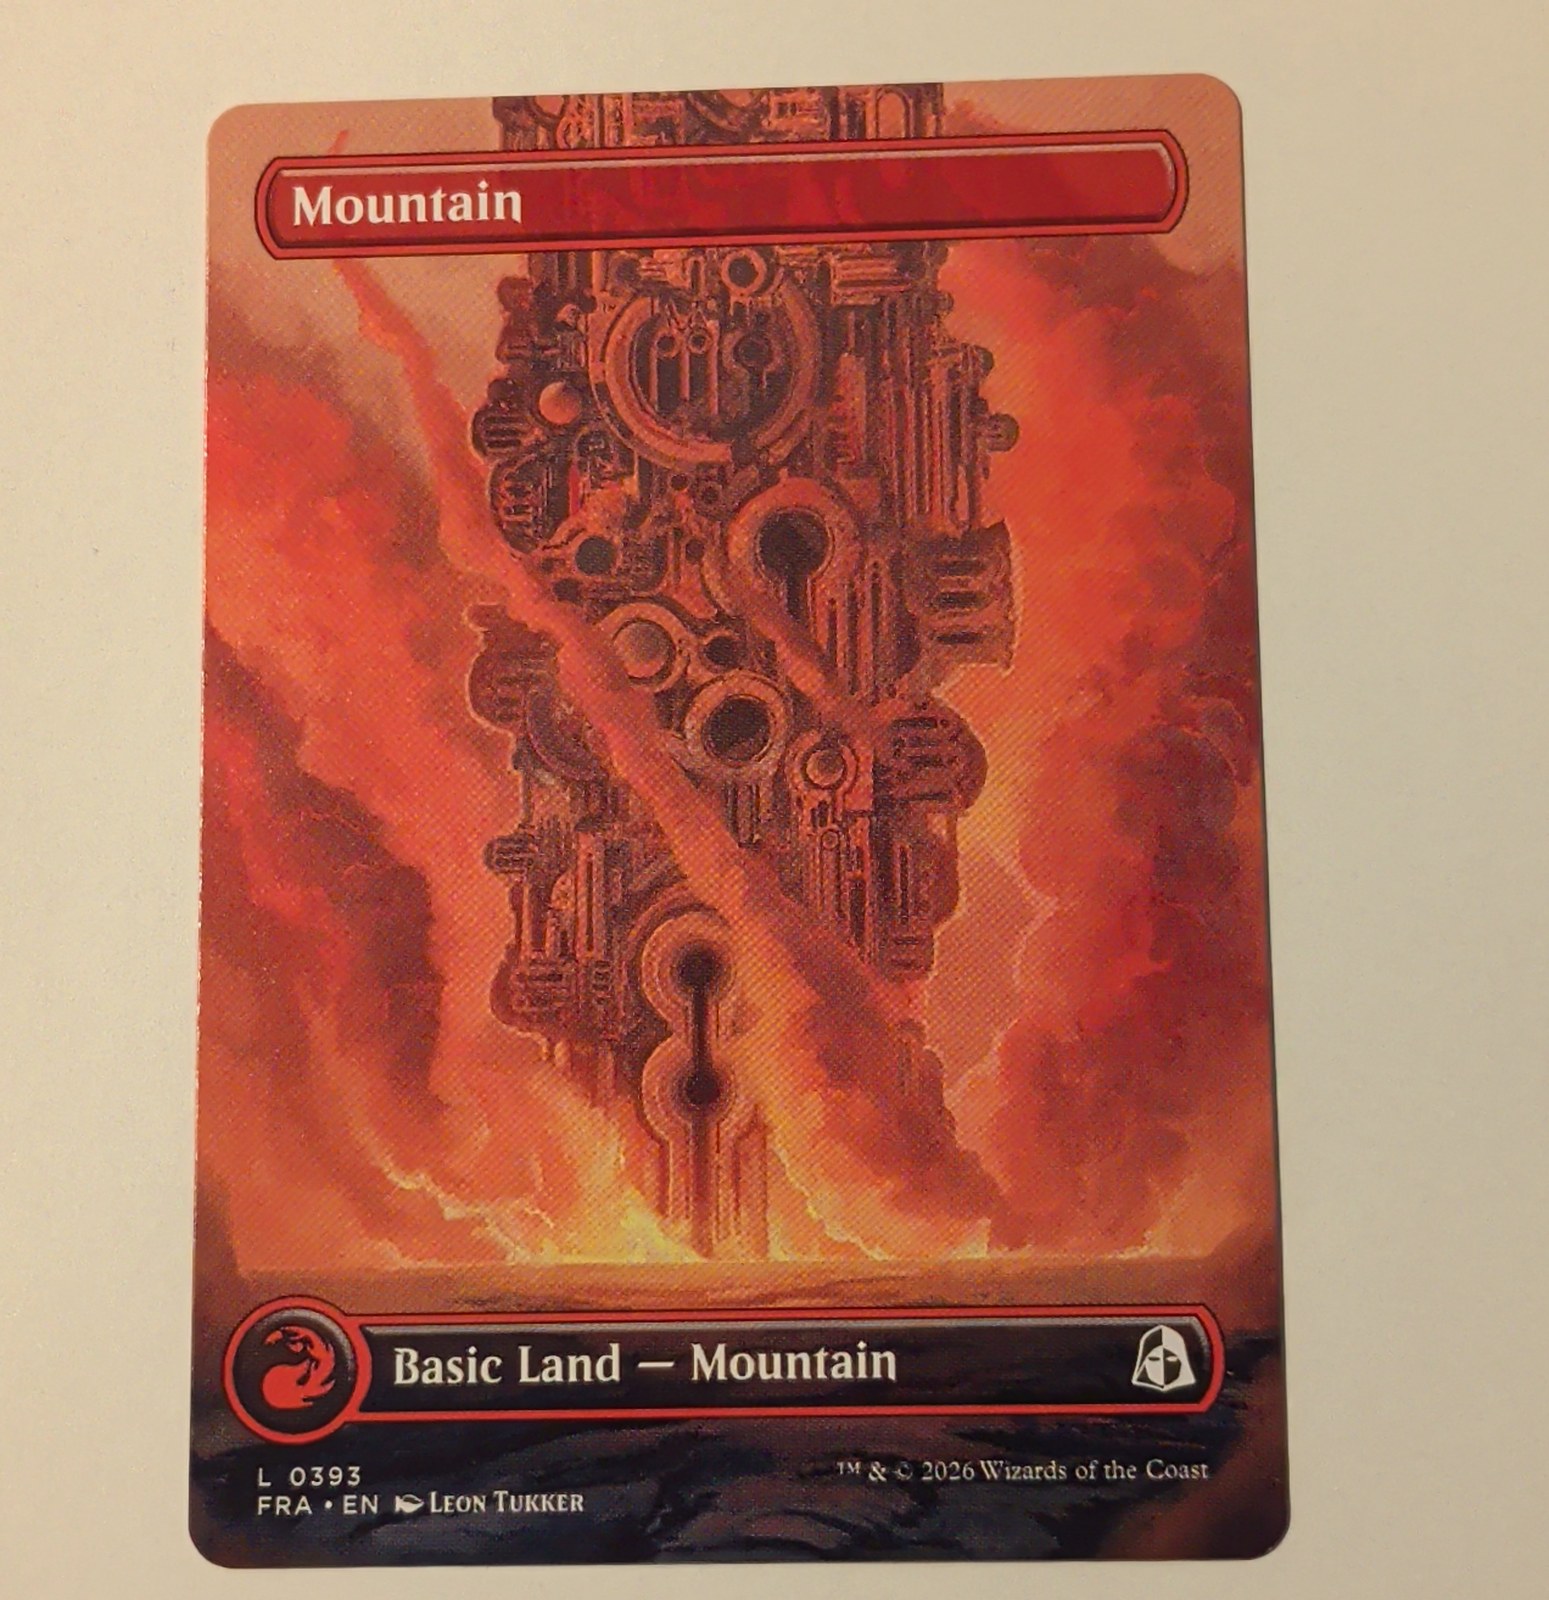 Mountain
Basic Land — Mountain
L 0393
™ & © 2026 Wizards of the Coast
FRA • EN Leon Tukker